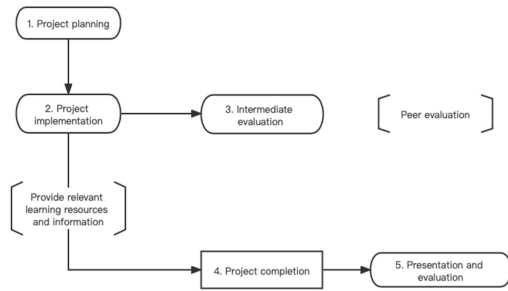 1. Project planning
2. Project
implementation
3. Intermediate
evaluation
Peer evaluation
Provide relevant
learning resources
and information
4. Project completion
5. Presentation and
evaluation